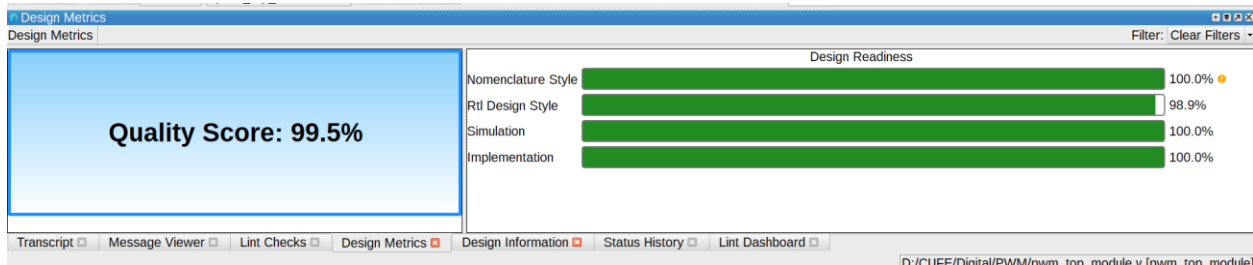 Design Metrics
Design Metrics
Filter: Clear Filters
Quality Score: 99.5%
Design Readiness
Nomenclature Style 100.0%
Rtl Design Style 98.9%
Simulation 100.0%
Implementation 100.0%
Transcript Message Viewer Lint Checks Design Metrics Design Information Status History Lint Dashboard
D:/CUFE/Digital/PWM/pwm_top_module.v [pwm_top_module]